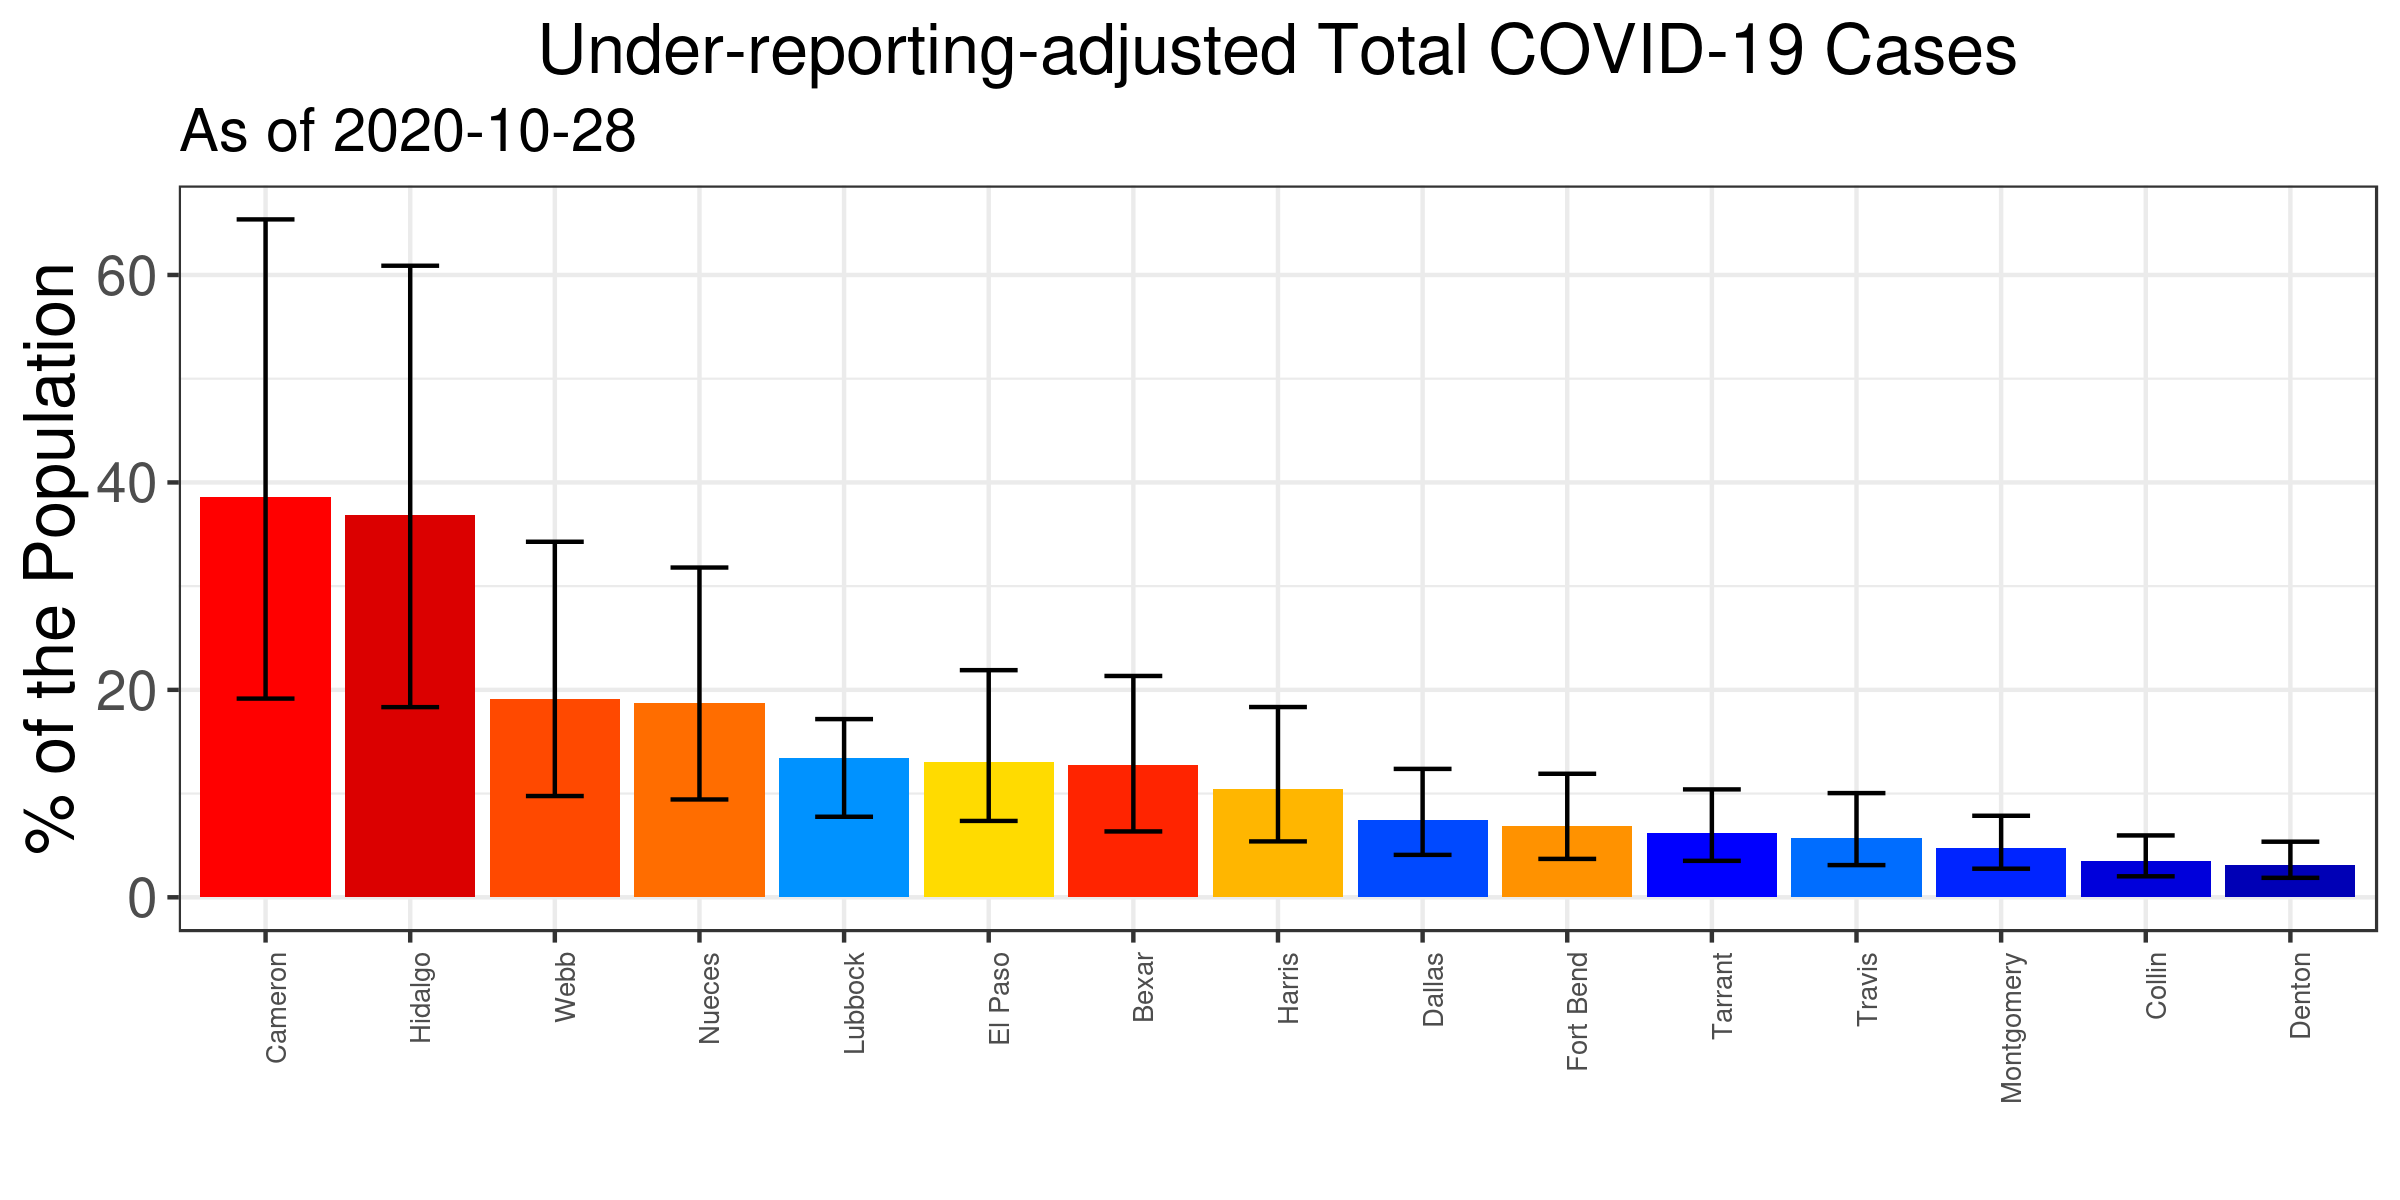 Under-reporting-adjusted Total COVID-19 Cases
As of 2020-10-28
% of the Population
60
40
20
0
Cameron
Hidalgo
Webb
Nueces
Lubbock
El Paso
Bexar
Harris
Dallas
Fort Bend
Tarrant
Travis
Montgomery
Collin
Denton